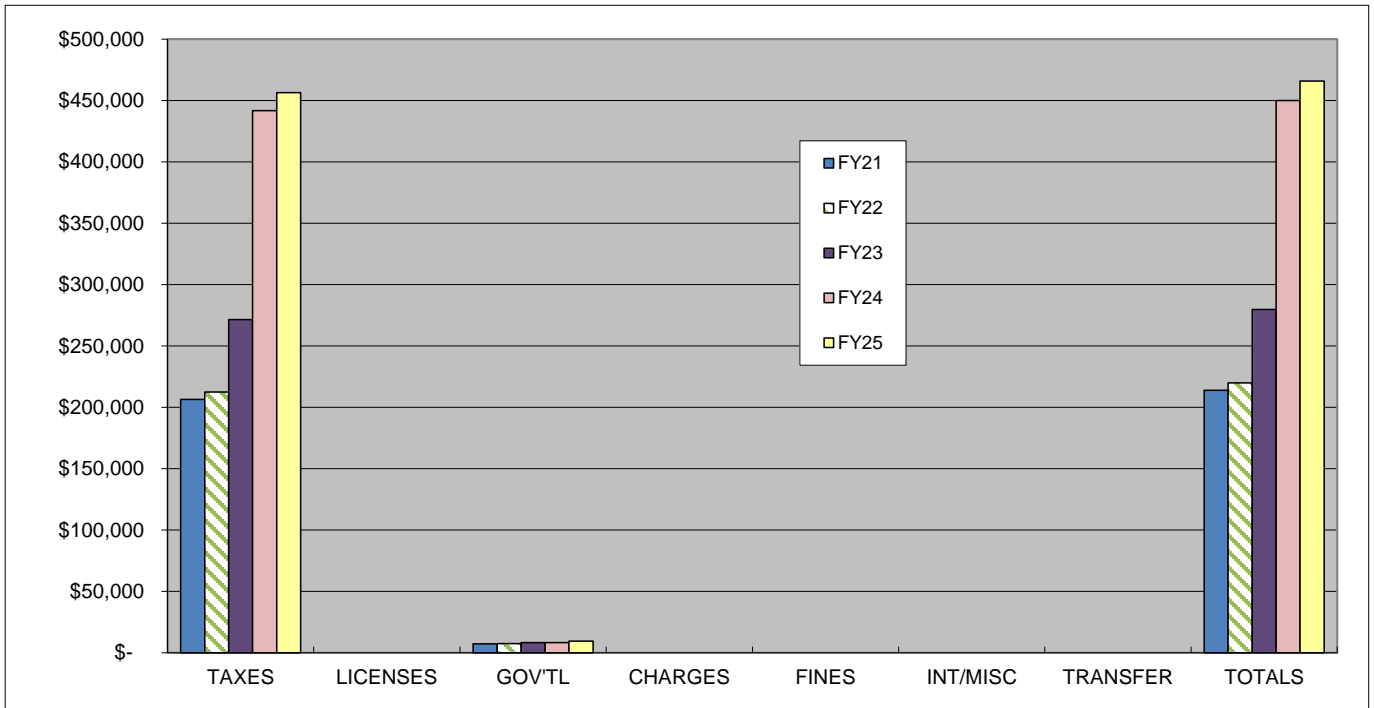 $500,000
$450,000
$400,000
$350,000
$300,000
$250,000
$200,000
$150,000
$100,000
$50,000
$-
FY21
FY22
FY23
FY24
FY25
TAXES LICENSES GOV'TL CHARGES FINES INT/MISC TRANSFER TOTALS